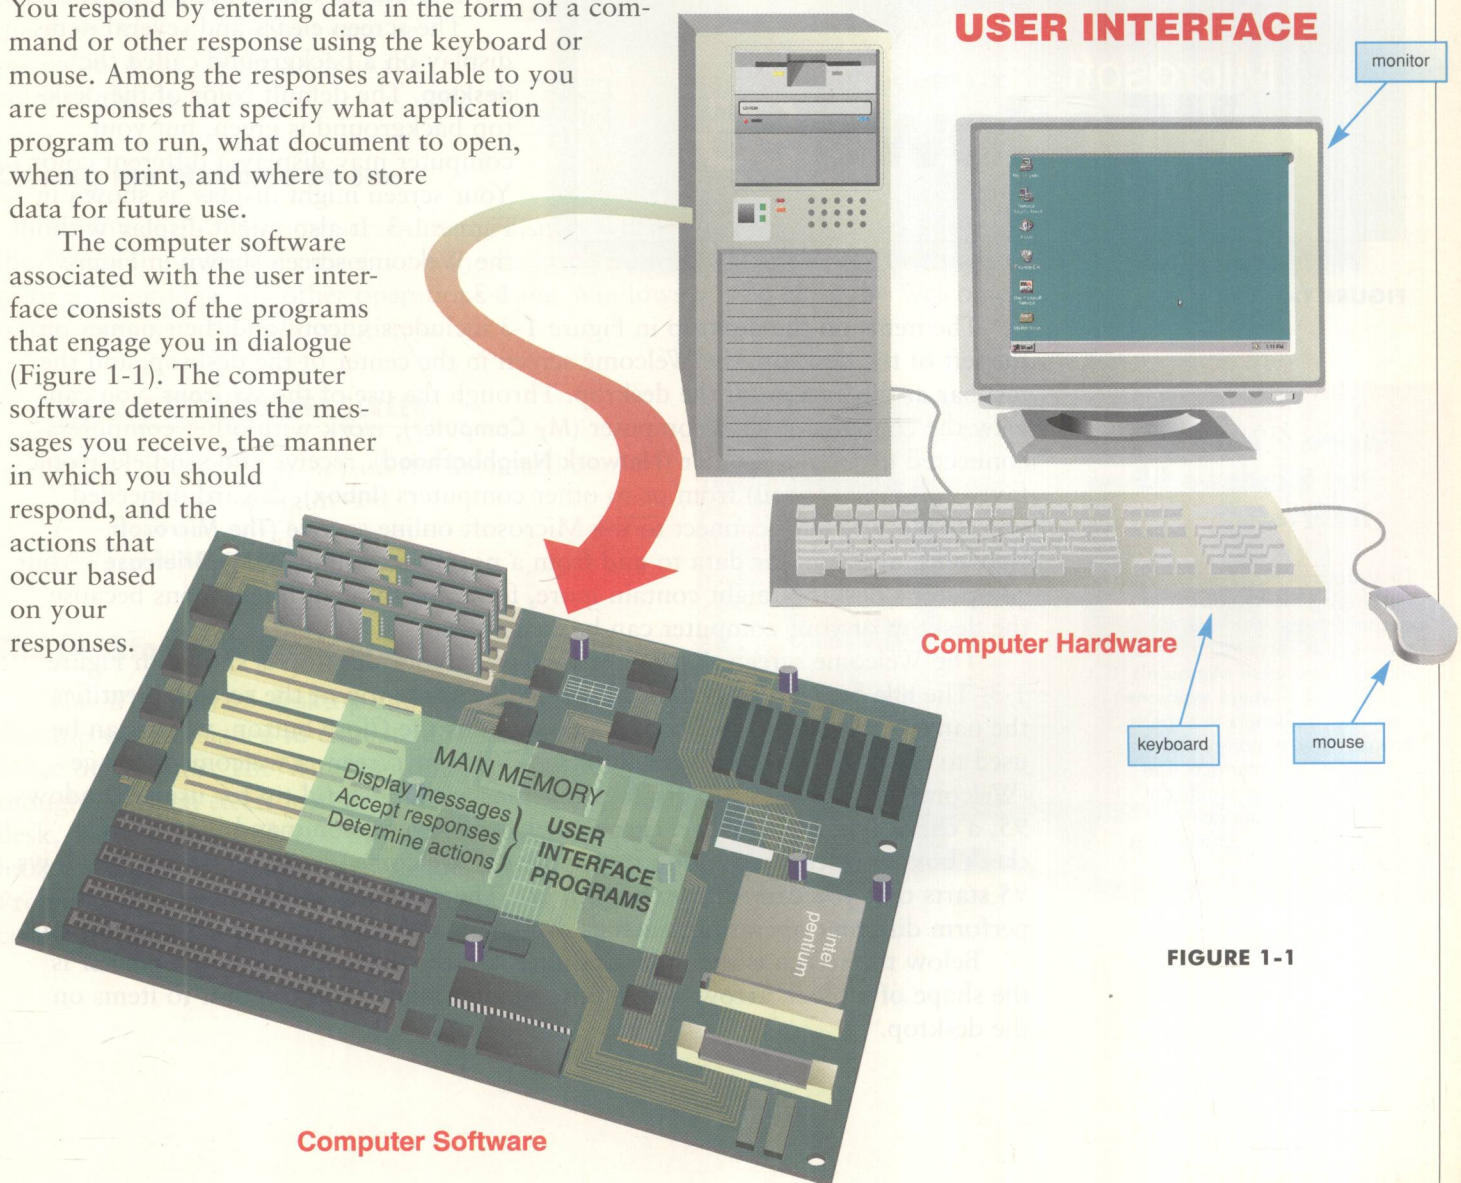 You respond by entering data in the form of a com-
mand or other response using the keyboard or
mouse. Among the responses available to you
are responses that specify what application
program to run, what document to open,
when to print, and where to store
data for future use.
The computer software
associated with the user inter-
face consists of the programs
that engage you in dialogue
(Figure 1-1). The computer
software determines the mes-
sages you receive, the manner
in which you should
respond, and the
actions that
occur based
on your
responses.
USER INTERFACE
monitor
Start
1:11 PM
Computer Hardware
keyboard
mouse
MAIN MEMORY
Display messages
Accept responses
Determine actions
USER
INTERFACE
PROGRAMS
intel
pentium
FIGURE 1-1
Computer Software